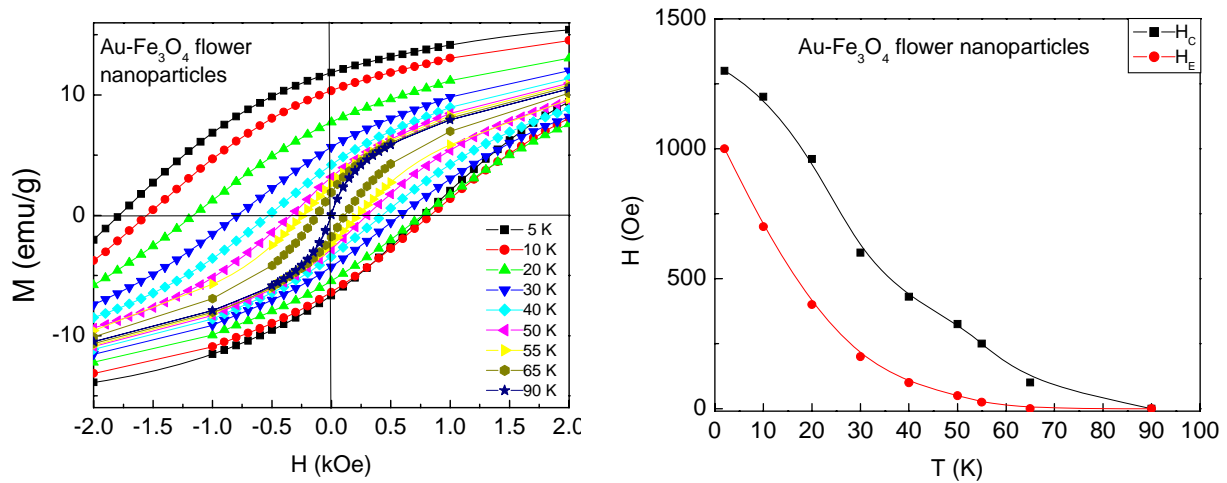 Au-Fe3O4 flower
nanoparticles
10
0
-10
M (emu/g)
5 K
10 K
20 K
30 K
40 K
50 K
55 K
65 K
90 K
-2.0 -1.5 -1.0 -0.5 0.0 0.5 1.0 1.5 2.0
H (kOe)
1500
1000
500
0
H (Oe)
Au-Fe3O4 flower nanoparticles
HC
HE
0 10 20 30 40 50 60 70 80 90 100
T (K)